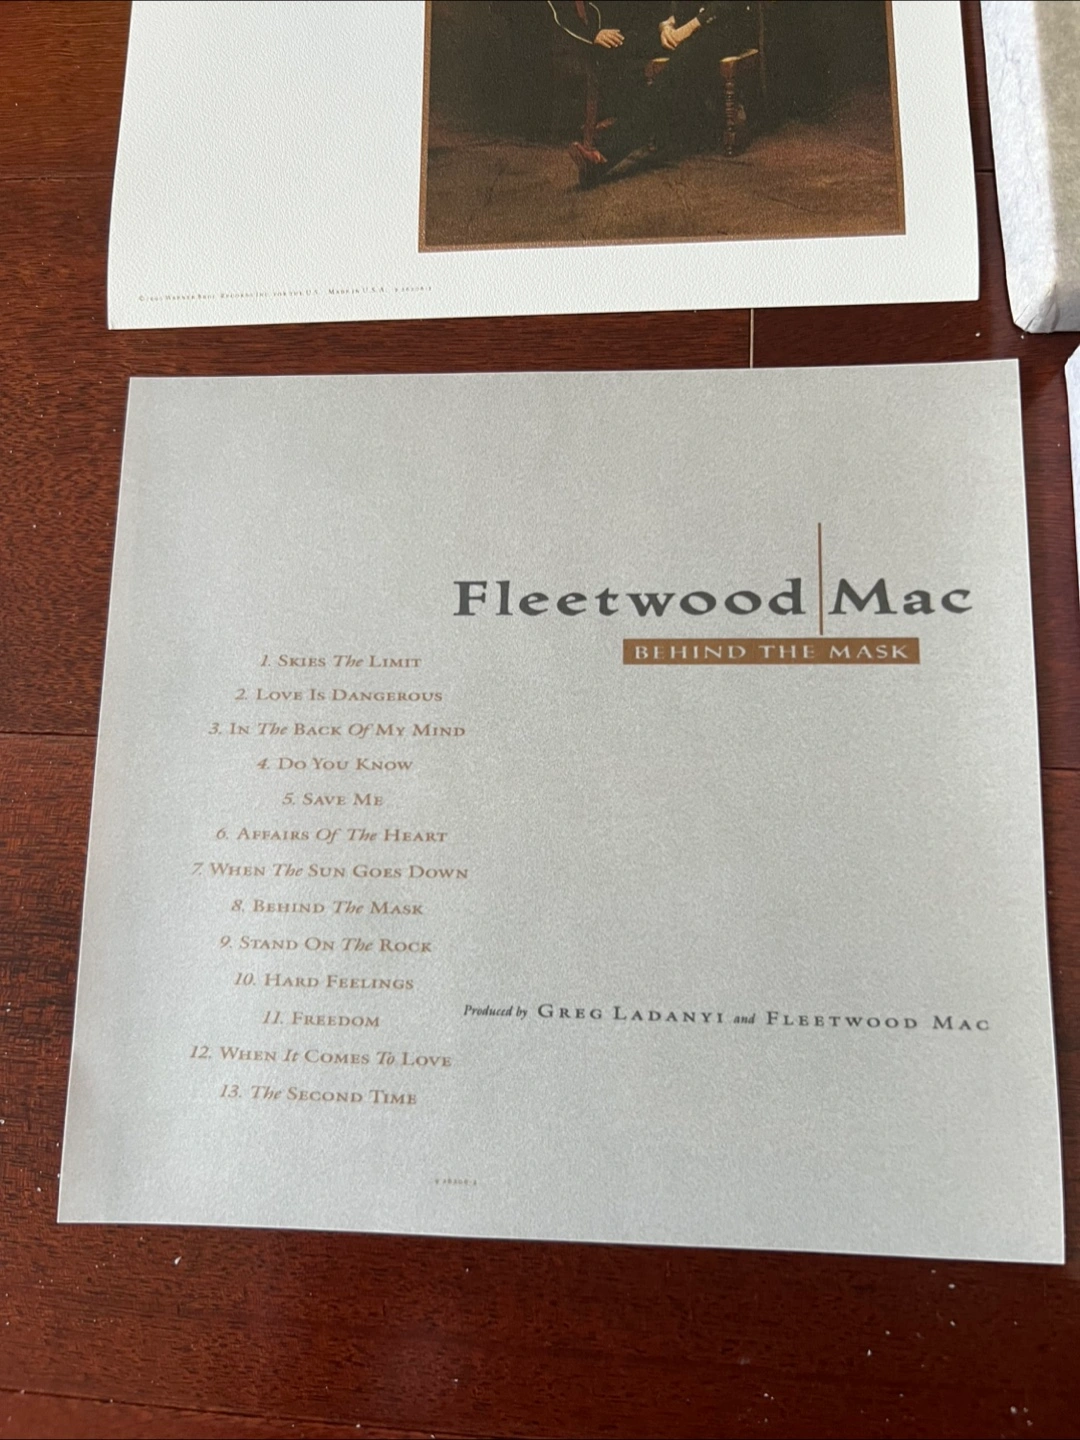 Fleetwood Mac
BEHIND THE MASK
1. SKIES The LIMIT
2. LOVE IS DANGEROUS
3. IN The BACK Of MY MIND
4. DO YOU KNOW
5. SAVE ME
6. AFFAIRS Of The HEART
7. WHEN The SUN GOES DOWN
8. BEHIND The MASK
9. STAND ON The ROCK
10. HARD FEELINGS
11. FREEDOM
12. WHEN It COMES To LOVE
13. The SECOND TIME
Produced by GREG LADANYI and FLEETWOOD MAC